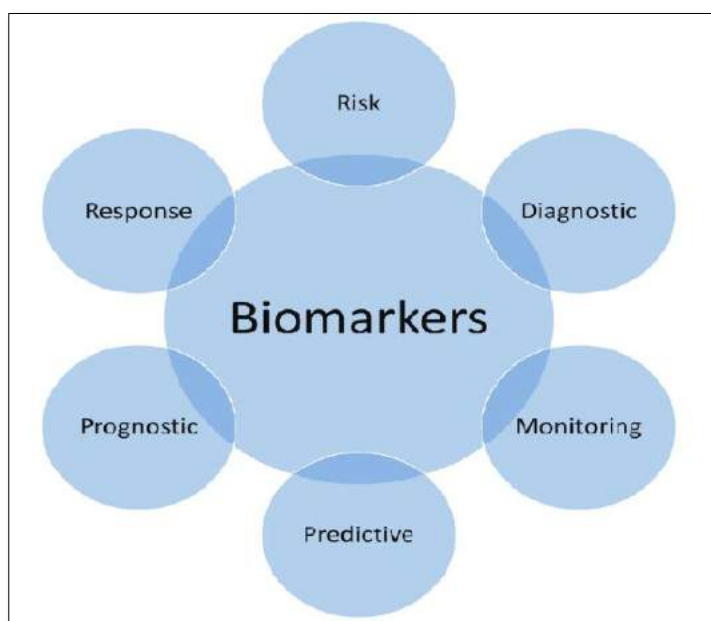 Risk
Response
Diagnostic
Biomarkers
Prognostic
Monitoring
Predictive